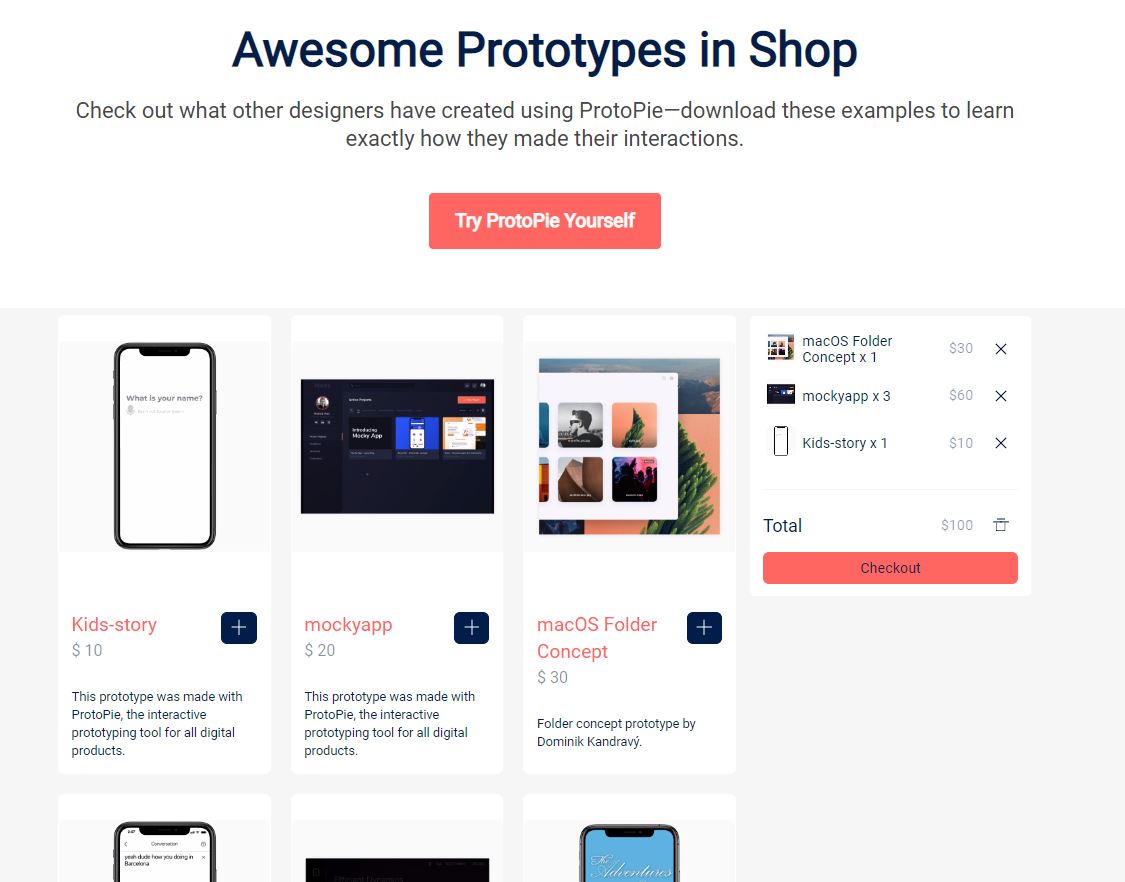 Awesome Prototypes in Shop
Check out what other designers have created using ProtoPie—download these examples to learn
exactly how they made their interactions.
Try ProtoPie Yourself
What is your name?
Introducing
Mocky App
macOS Folder
Concept x 1
$30
mockyapp x 3
$60
Kids-story x 1
$10
Total
$100
Checkout
Kids-story
$ 10
This prototype was made with
ProtoPie, the interactive
prototyping tool for all digital
products.
mockyapp
$ 20
This prototype was made with
ProtoPie, the interactive
prototyping tool for all digital
products.
macOS Folder
Concept
$ 30
Folder concept prototype by
Dominik Kandravý.
2:47
Conversation
yeah dude how you doing in
Barcelona
Efficient Dynamics
The
Adventures